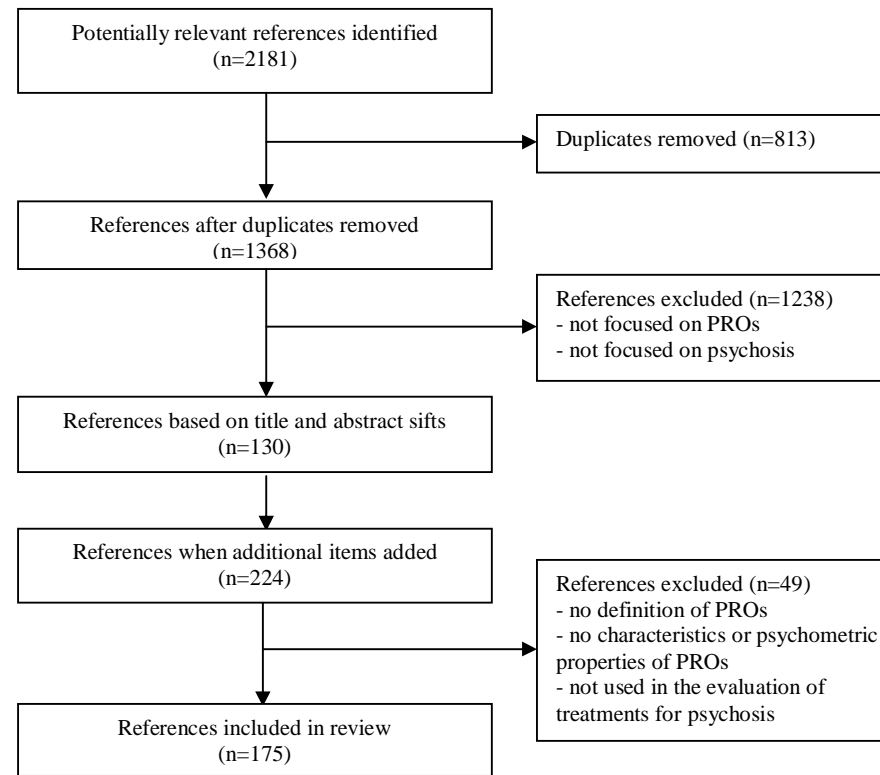 Potentially relevant references identified
(n=2181)
Duplicates removed (n=813)
References after duplicates removed
(n=1368)
References excluded (n=1238)
- not focused on PROs
- not focused on psychosis
References based on title and abstract sifts
(n=130)
References when additional items added
(n=224)
References excluded (n=49)
- no definition of PROs
- no characteristics or psychometric
properties of PROs
- not used in the evaluation of
treatments for psychosis
References included in review
(n=175)